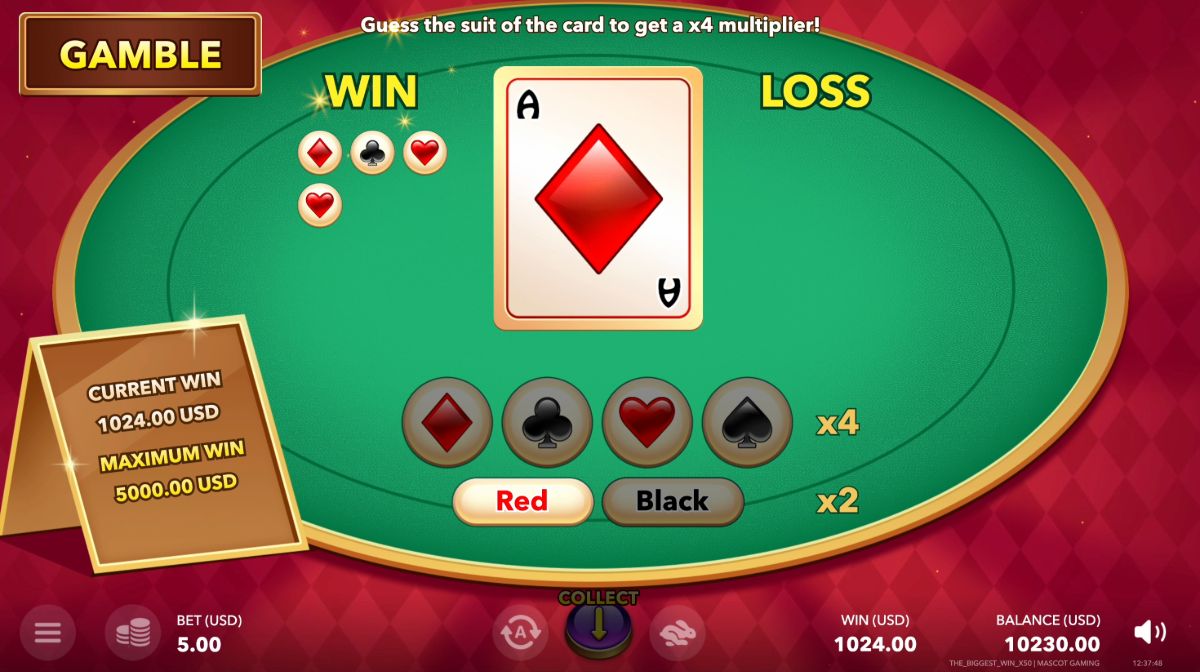 Guess the suit of the card to get a x4 multiplier!
GAMBLE
WIN
LOSS
A
A
CURRENT WIN
1024.00 USD
MAXIMUM WIN
5000.00 USD
x4
Red
Black
x2
COLLECT
BET (USD)
5.00
A
WIN (USD)
1024.00
BALANCE (USD)
10230.00
THE_BIGGEST_WIN_X50 | MASCOT GAMING
12:37:48